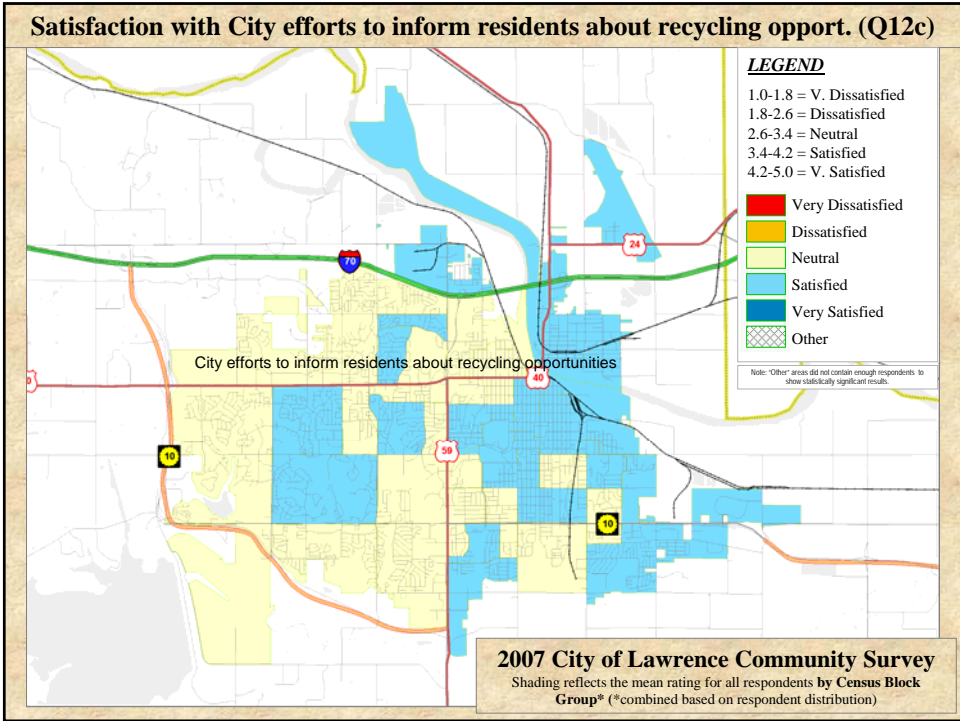 Satisfaction with City efforts to inform residents about recycling opport. (Q12c)
LEGEND
1.0-1.8 = V. Dissatisfied
1.8-2.6 = Dissatisfied
2.6-3.4 = Neutral
3.4-4.2 = Satisfied
4.2-5.0 = V. Satisfied
Very Dissatisfied
Dissatisfied
Neutral
Satisfied
Very Satisfied
Other
Note: "Other" areas did not contain enough respondents to
show statistically significant results.
24
70
City efforts to inform residents about recycling opportunities
40
59
10
10
2007 City of Lawrence Community Survey
Shading reflects the mean rating for all respondents by Census Block
Group* (*combined based on respondent distribution)